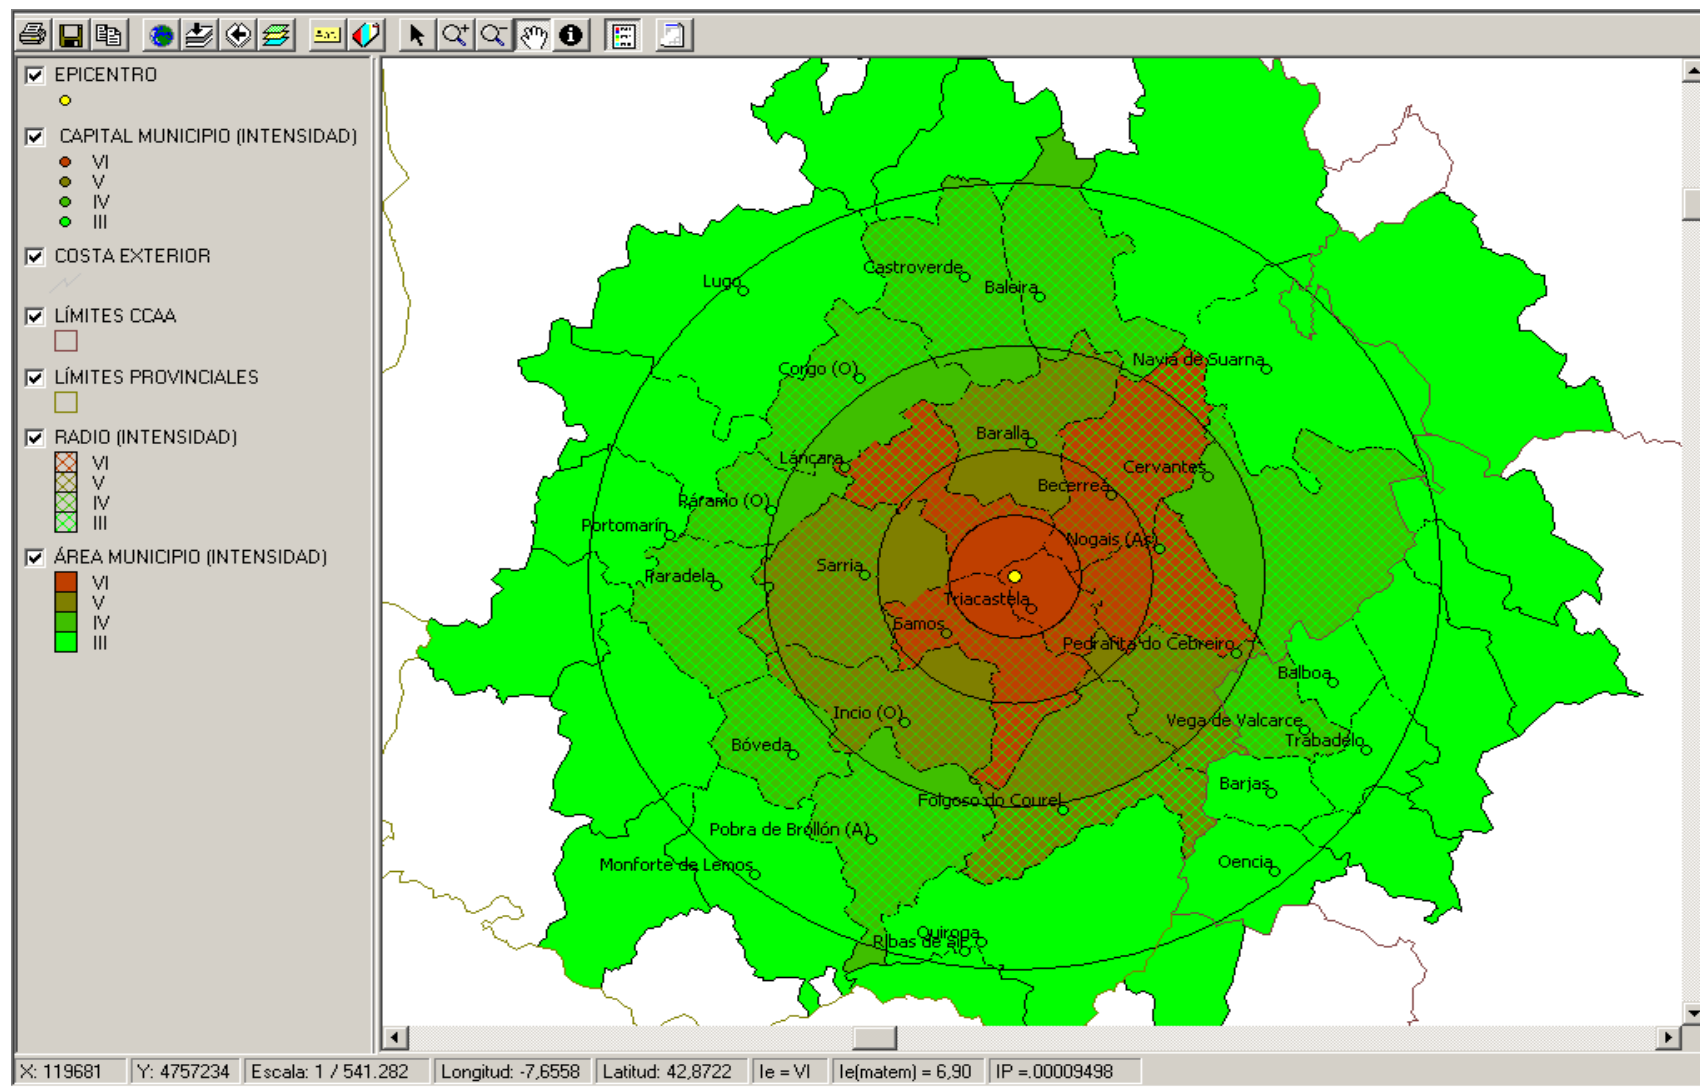 EPICENTRO
CAPITAL MUNICIPIO (INTENSIDAD)
VI
V
IV
III
COSTA EXTERIOR
LÍMITES CCAA
LÍMITES PROVINCIALES
RADIO (INTENSIDAD)
VI
V
IV
III
ÁREA MUNICIPIO (INTENSIDAD)
VI
V
IV
III
Lugo
Castroverde
Baleira
Corgo (O)
Navia de Suarna
Baralla
Láncara
Cervantes
Becerreá
Páramo (O)
Portomarín
Nogais (As)
Sarria
Paradela
Triacastela
Samos
Pedrafita do Cebreiro
Balboa
Incio (O)
Vega de Valcarce
Trabadelo
Bóveda
Barjas
Folgoso do Courel
Pobra de Brollón (A)
Monforte de Lemos
Oencia
Quiroga
Ribas de Sil
X: 119681 Y: 4757234 Escala: 1 / 541.282 Longitud: -7,6558 Latitud: 42,8722 Ie = VI Ie(matem) = 6,90 IP =.00009498